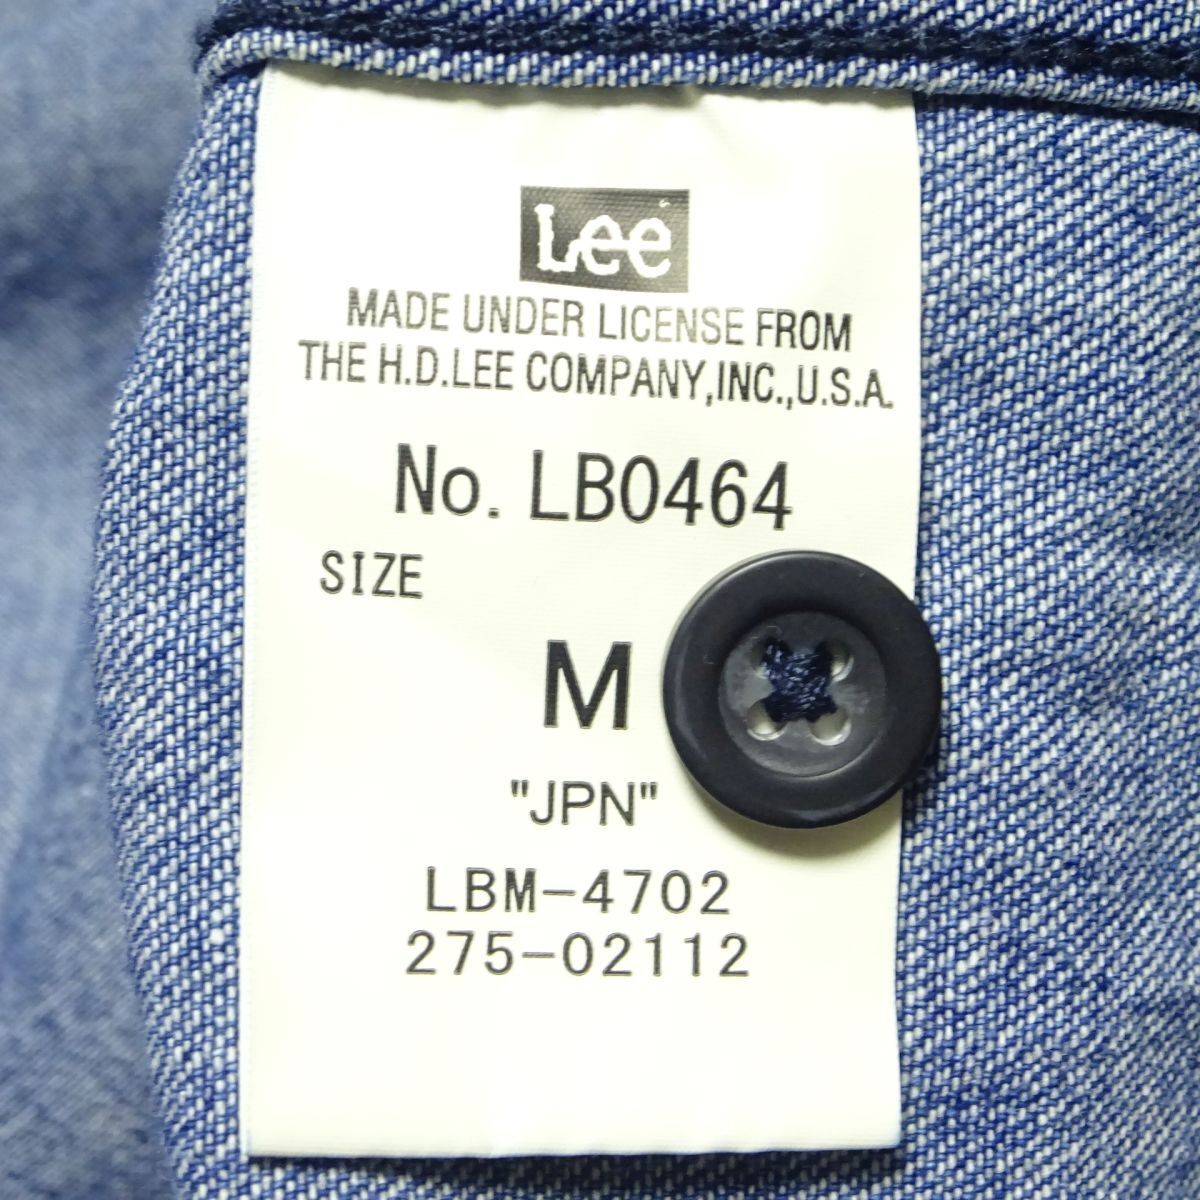 Lee
MADE UNDER LICENSE FROM
THE H.D.LEE COMPANY,INC.,U.S.A.
No. LB0464
SIZE
M
"JPN"
LBM-4702
275-02112